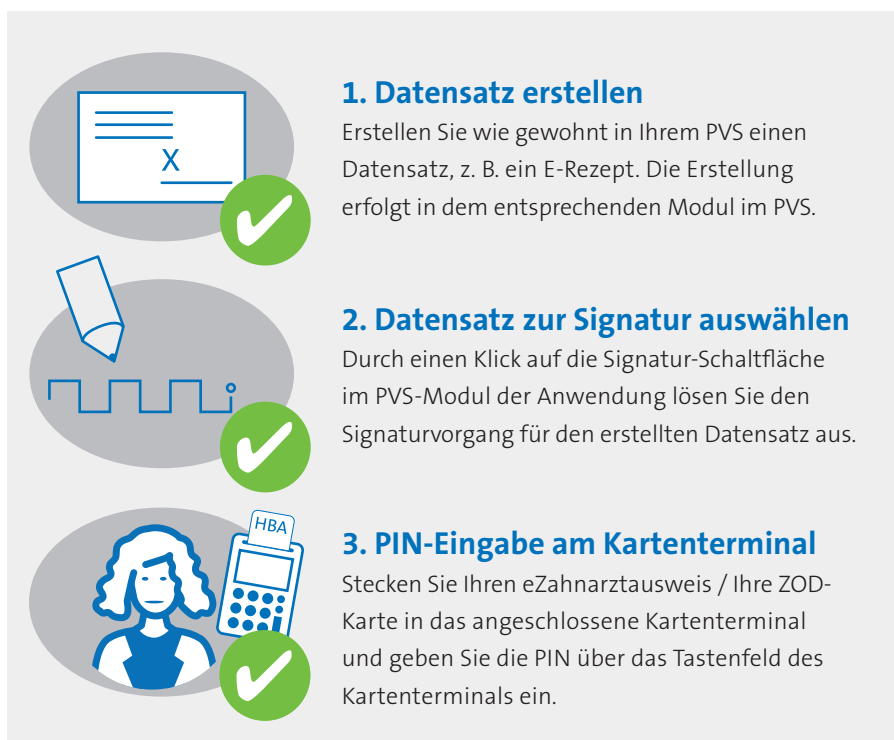 X
1. Datensatz erstellen
Erstellen Sie wie gewohnt in Ihrem PVS einen
Datensatz, z. B. ein E-Rezept. Die Erstellung
erfolgt in dem entsprechenden Modul im PVS.
2. Datensatz zur Signatur auswählen
Durch einen Klick auf die Signatur-Schaltfläche
im PVS-Modul der Anwendung lösen Sie den
Signaturvorgang für den erstellten Datensatz aus.
HBA
3. PIN-Eingabe am Kartenterminal
Stecken Sie Ihren eZahnarztausweis / Ihre ZOD-
Karte in das angeschlossene Kartenterminal
und geben Sie die PIN über das Tastenfeld des
Kartenterminals ein.